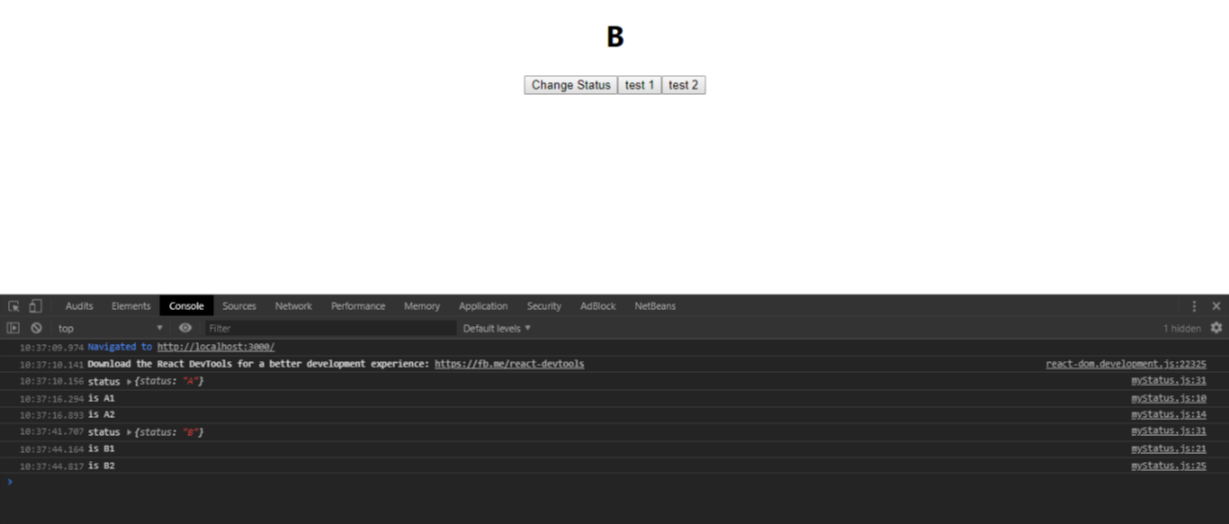 B
Change Status test 1 test 2
Audits Elements Console Sources Network Performance Memory Application Security AdBlock NetBeans
top Filter Default levels 1 hidden
10:37:09.974 Navigated to http://localhost:3000/
10:37:10.141 Download the React DevTools for a better development experience: https://fb.me/react-devtools react-dom.development.js:22325
10:37:10.156 status {status: "A"} myStatus.js:31
10:37:16.294 is A1 myStatus.js:10
10:37:16.893 is A2 myStatus.js:14
10:37:41.707 status {status: "B"} myStatus.js:31
10:37:44.164 is B1 myStatus.js:21
10:37:44.817 is B2 myStatus.js:25